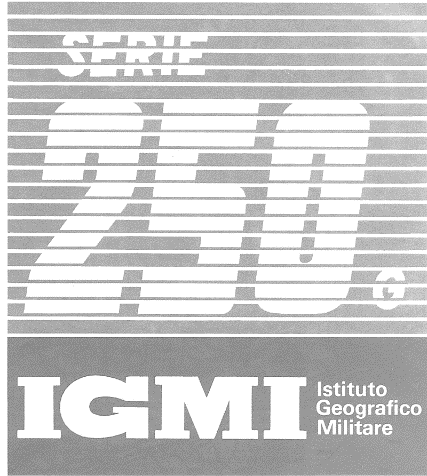 SERIE
250 G
IGMI
Istituto
Geografico
Militare